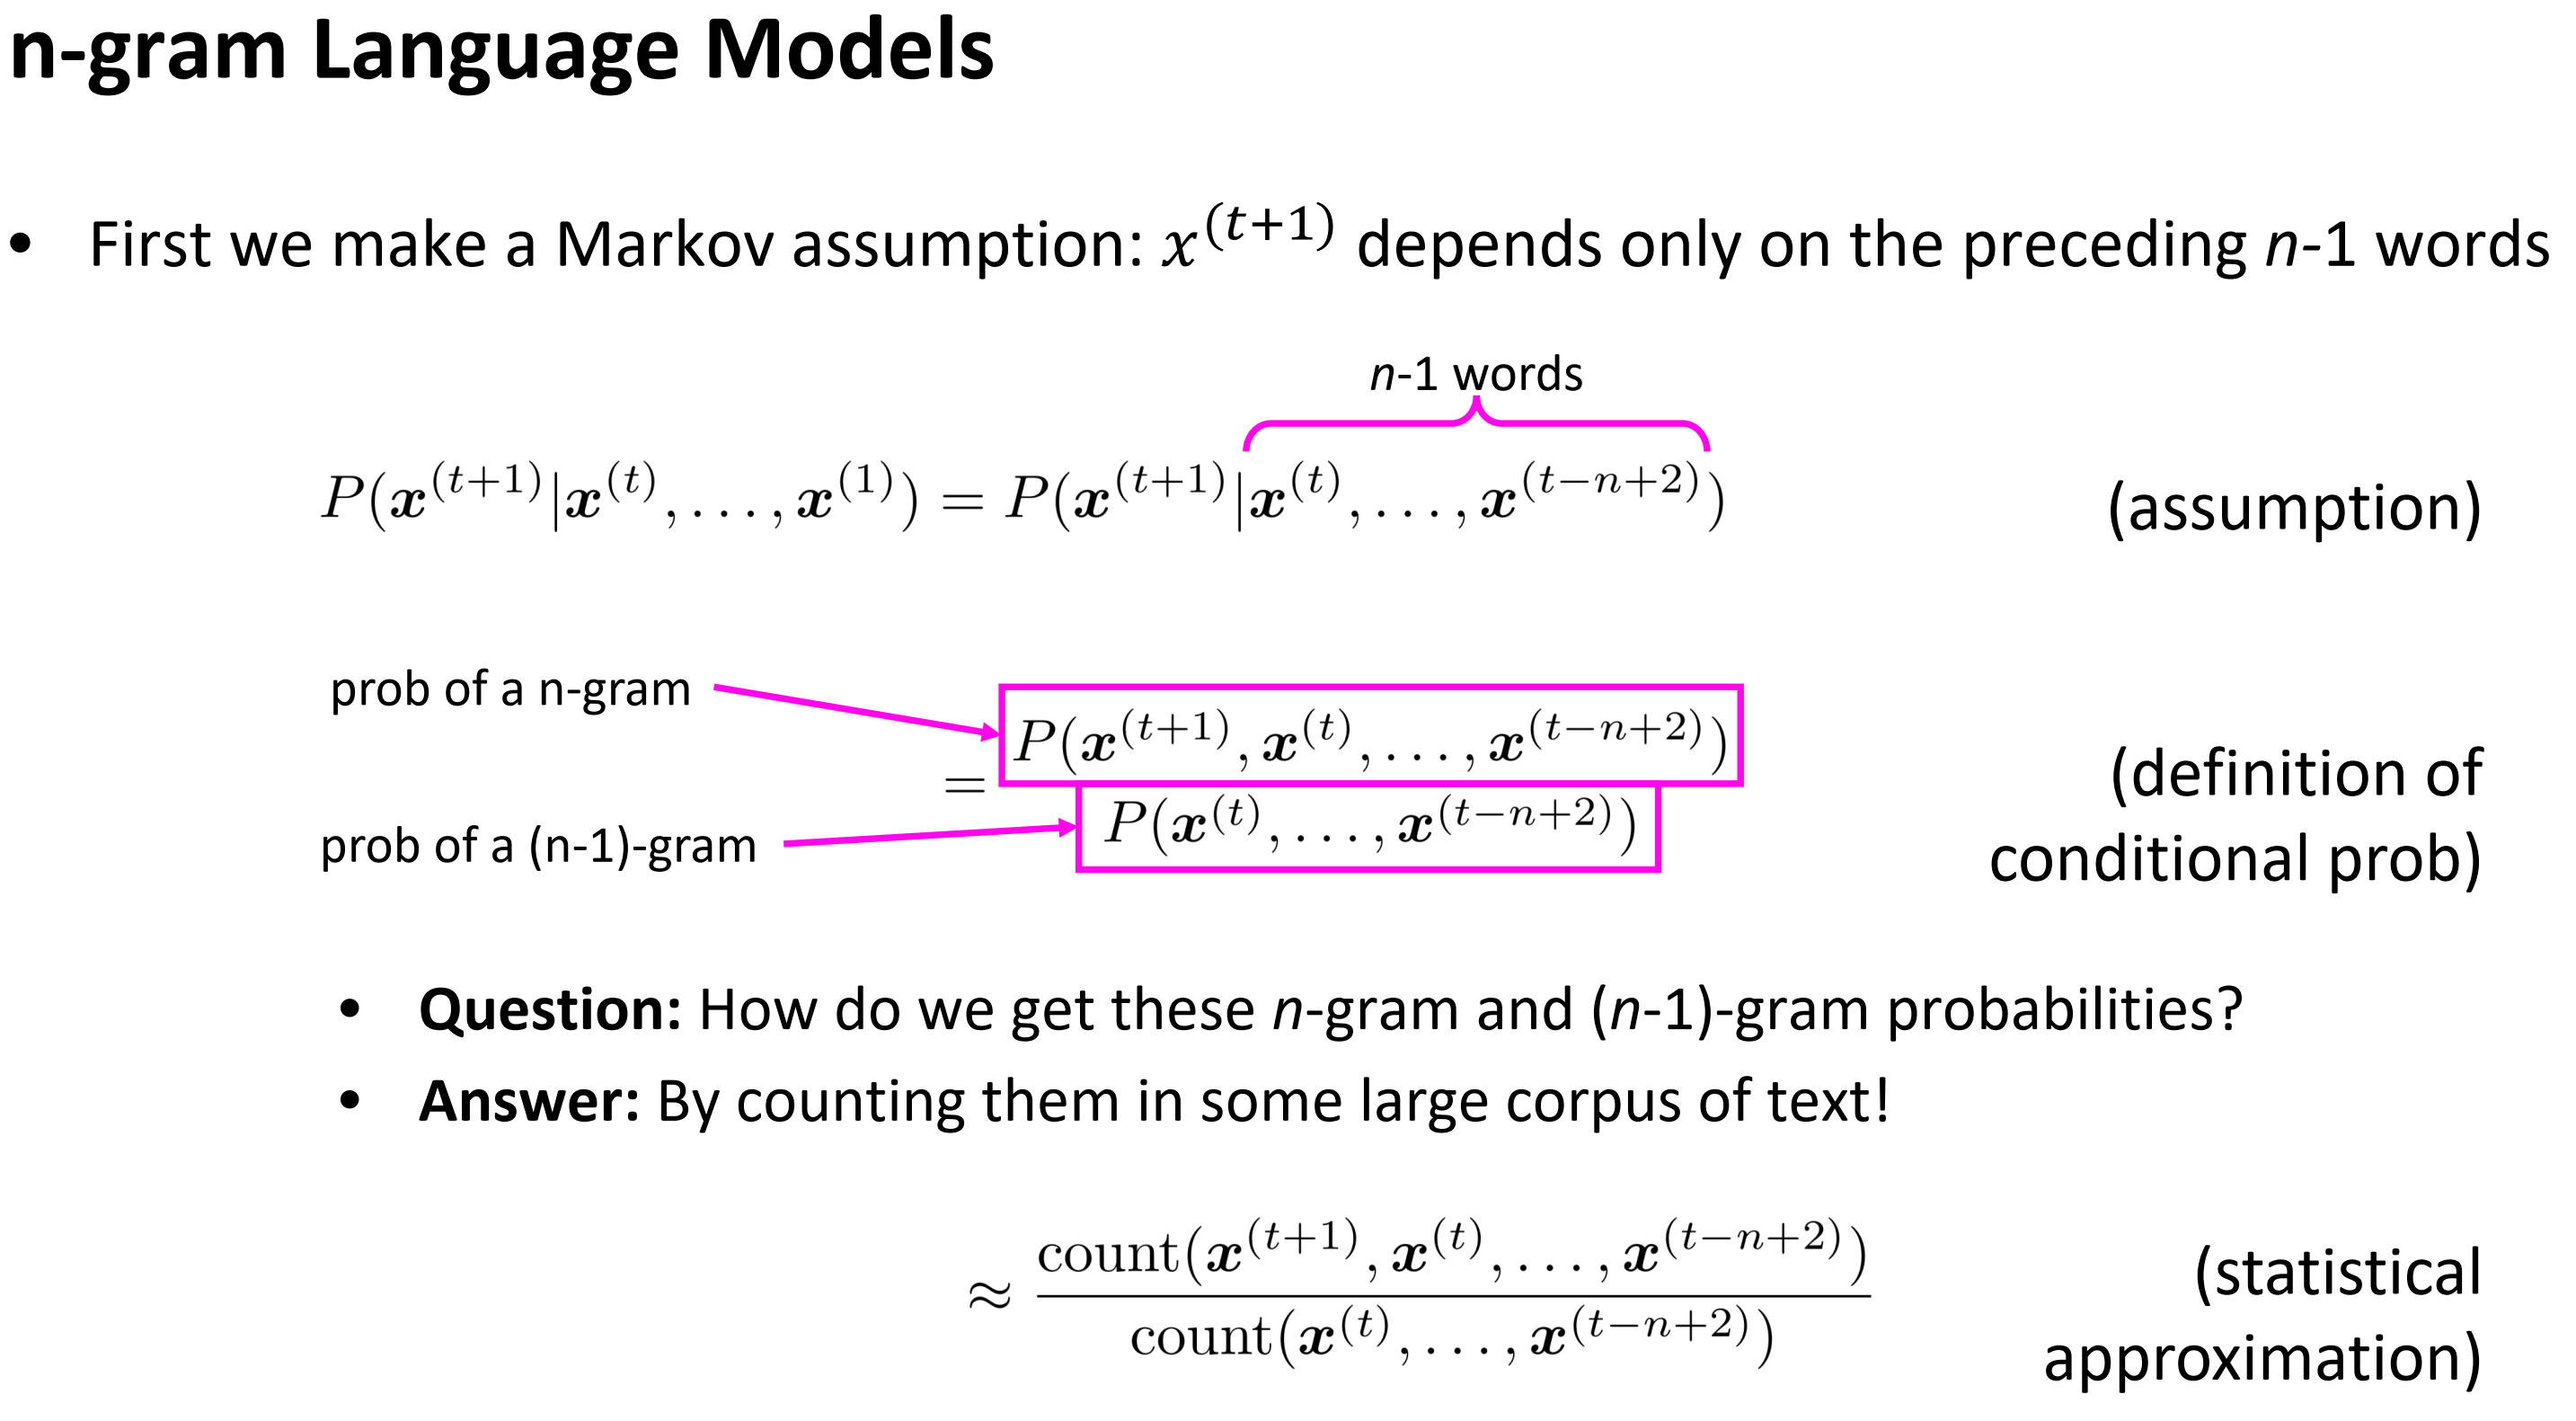 n-gram Language Models
• First we make a Markov assumption: $x^{(t+1)}$ depends only on the preceding n-1 words
n-1 words
$P(\boldsymbol{x}^{(t+1)}|\boldsymbol{x}^{(t)}, \ldots, \boldsymbol{x}^{(1)}) = P(\boldsymbol{x}^{(t+1)}|\boldsymbol{x}^{(t)}, \ldots, \boldsymbol{x}^{(t-n+2)})$ (assumption)
prob of a n-gram
$= \frac{P(\boldsymbol{x}^{(t+1)}, \boldsymbol{x}^{(t)}, \ldots, \boldsymbol{x}^{(t-n+2)})}{P(\boldsymbol{x}^{(t)}, \ldots, \boldsymbol{x}^{(t-n+2)})}$
prob of a (n-1)-gram
(definition of
conditional prob)
• Question: How do we get these n-gram and (n-1)-gram probabilities?
• Answer: By counting them in some large corpus of text!
$\approx \frac{\text{count}(\boldsymbol{x}^{(t+1)}, \boldsymbol{x}^{(t)}, \ldots, \boldsymbol{x}^{(t-n+2)})}{\text{count}(\boldsymbol{x}^{(t)}, \ldots, \boldsymbol{x}^{(t-n+2)})}$
(statistical
approximation)